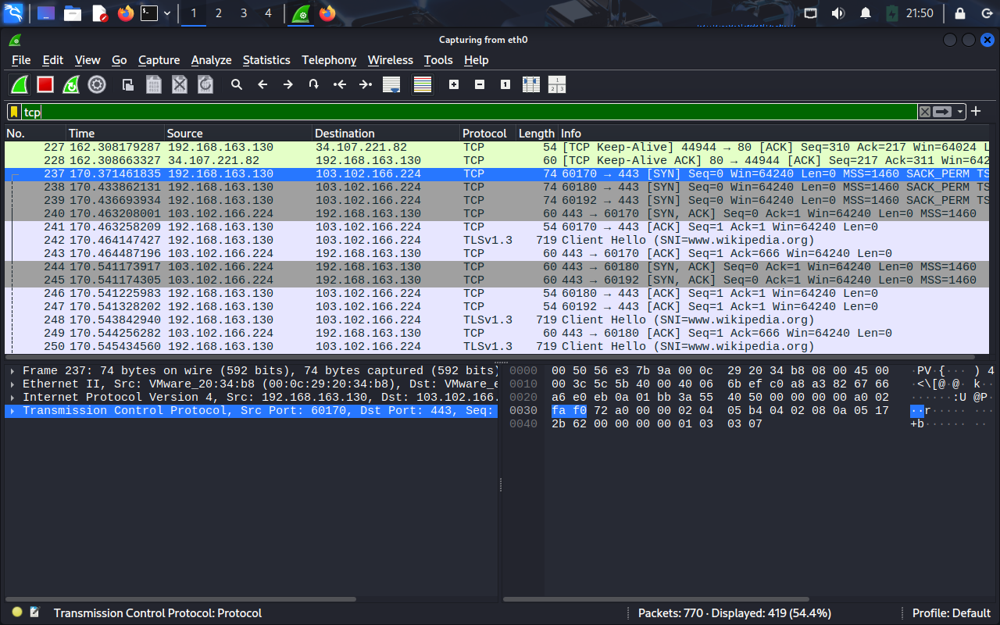 1 2 3 4 21:50
Capturing from eth0
File Edit View Go Capture Analyze Statistics Telephony Wireless Tools Help
tcp
No. Time Source Destination Protocol Length Info
227 162.308179287 192.168.163.130 34.107.221.82 TCP 54 [TCP Keep-Alive] 44944 → 80 [ACK] Seq=310 Ack=217 Win=64024 L
228 162.308663327 34.107.221.82 192.168.163.130 TCP 60 [TCP Keep-Alive ACK] 80 → 44944 [ACK] Seq=217 Ack=311 Win=642
237 170.371461835 192.168.163.130 103.102.166.224 TCP 74 60170 → 443 [SYN] Seq=0 Win=64240 Len=0 MSS=1460 SACK_PERM TS
238 170.433862131 192.168.163.130 103.102.166.224 TCP 74 60180 → 443 [SYN] Seq=0 Win=64240 Len=0 MSS=1460 SACK_PERM TS
239 170.436693934 192.168.163.130 103.102.166.224 TCP 74 60192 → 443 [SYN] Seq=0 Win=64240 Len=0 MSS=1460 SACK_PERM TS
240 170.463208001 103.102.166.224 192.168.163.130 TCP 60 443 → 60170 [SYN, ACK] Seq=0 Ack=1 Win=64240 Len=0 MSS=1460
241 170.463258209 192.168.163.130 103.102.166.224 TCP 54 60170 → 443 [ACK] Seq=1 Ack=1 Win=64240 Len=0
242 170.464147427 192.168.163.130 103.102.166.224 TLSv1.3 719 Client Hello (SNI=www.wikipedia.org)
243 170.464487196 103.102.166.224 192.168.163.130 TCP 60 443 → 60170 [ACK] Seq=1 Ack=666 Win=64240 Len=0
244 170.541173917 103.102.166.224 192.168.163.130 TCP 60 443 → 60180 [SYN, ACK] Seq=0 Ack=1 Win=64240 Len=0 MSS=1460
245 170.541174305 103.102.166.224 192.168.163.130 TCP 60 443 → 60192 [SYN, ACK] Seq=0 Ack=1 Win=64240 Len=0 MSS=1460
246 170.541225983 192.168.163.130 103.102.166.224 TCP 54 60180 → 443 [ACK] Seq=1 Ack=1 Win=64240 Len=0
247 170.541328202 192.168.163.130 103.102.166.224 TCP 54 60192 → 443 [ACK] Seq=1 Ack=1 Win=64240 Len=0
248 170.543842940 192.168.163.130 103.102.166.224 TLSv1.3 719 Client Hello (SNI=www.wikipedia.org)
249 170.544256282 103.102.166.224 192.168.163.130 TCP 60 443 → 60180 [ACK] Seq=1 Ack=666 Win=64240 Len=0
250 170.545434560 192.168.163.130 103.102.166.224 TLSv1.3 719 Client Hello (SNI=www.wikipedia.org)
Frame 237: 74 bytes on wire (592 bits), 74 bytes captured (592 bits)
Ethernet II, Src: VMware_20:34:b8 (00:0c:29:20:34:b8), Dst: VMware_e
Internet Protocol Version 4, Src: 192.168.163.130, Dst: 103.102.166.
Transmission Control Protocol, Src Port: 60170, Dst Port: 443, Seq:
0000 00 50 56 e3 7b 9a 00 0c 29 20 34 b8 08 00 45 00 ·PV·{··· ) 4
0010 00 3c 5c 5b 40 00 40 06 6b ef c0 a8 a3 82 67 66 ·<\[@·@· k·····
0020 a6 e0 eb 0a 01 bb 3a 55 40 50 00 00 00 00 a0 02 ······:U @P····
0030 fa f0 72 a0 00 00 02 04 05 b4 04 02 08 0a 05 17 ··r····· ······
0040 2b 62 00 00 00 00 01 03 03 07 +b······ ··
Transmission Control Protocol: Protocol Packets: 770 · Displayed: 419 (54.4%) Profile: Default